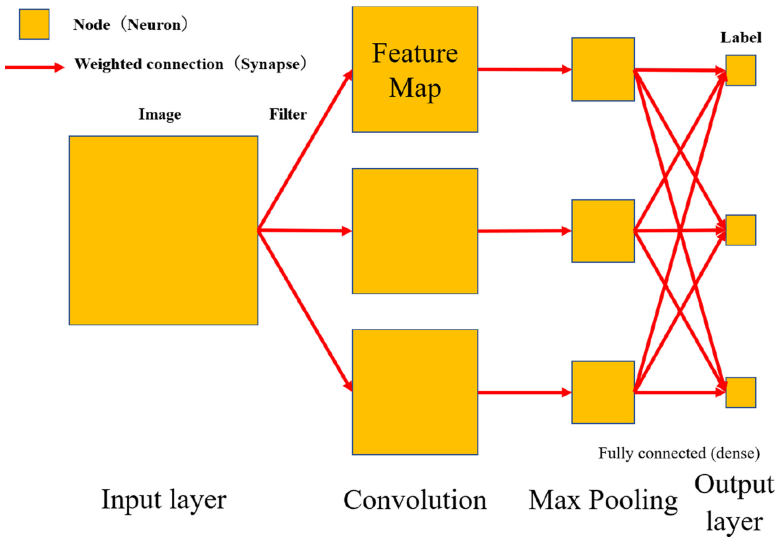 Node（Neuron）
Weighted connection（Synapse）
Image
Filter
Feature
Map
Label
Fully connected (dense)
Input layer
Convolution
Max Pooling
Output
layer